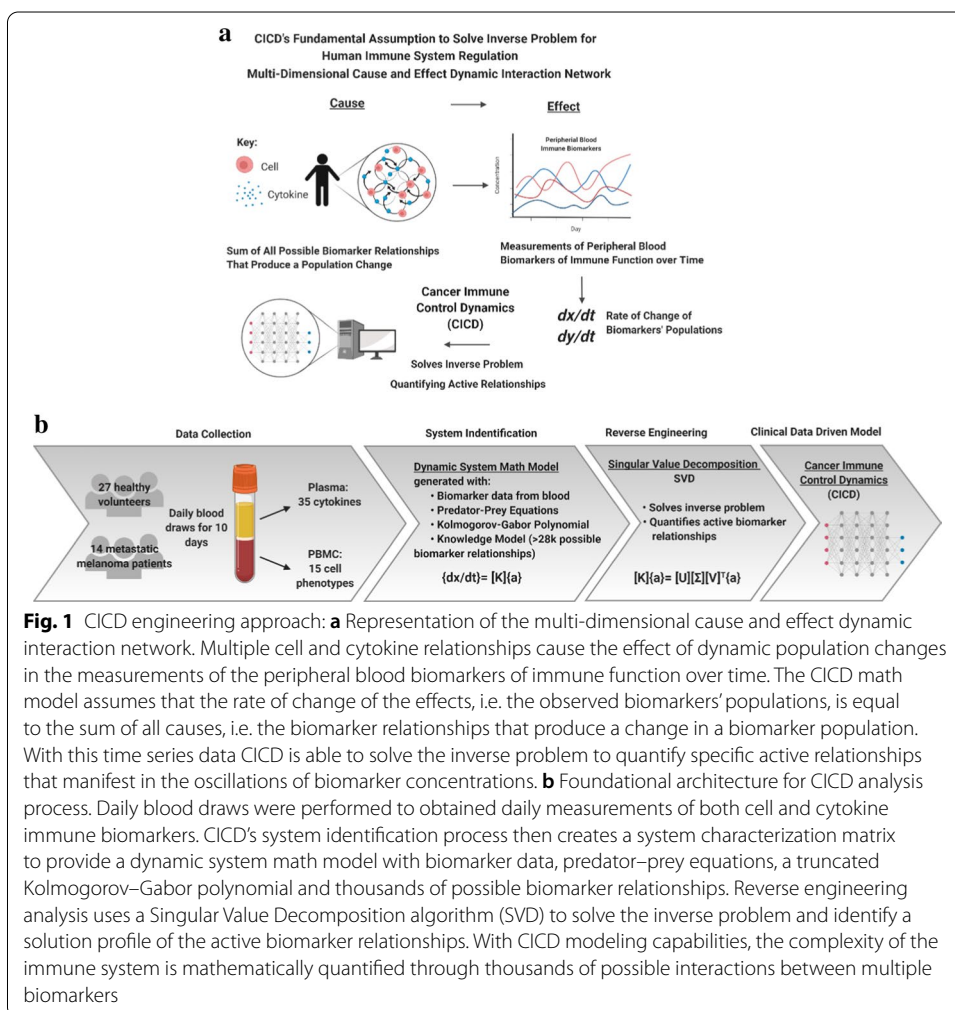 a
CICD's Fundamental Assumption to Solve Inverse Problem for
Human Immune System Regulation
Multi-Dimensional Cause and Effect Dynamic Interaction Network
Cause
Effect
Key:
Cell
Cytokine
Peripheral Blood
Immune Biomarkers
Concentration
Day
Sum of All Possible Biomarker Relationships
That Produce a Population Change
Measurements of Peripheral Blood
Biomarkers of Immune Function over Time
dx/dt
dy/dt
Rate of Change of
Biomarkers' Populations
Cancer Immune
Control Dynamics
(CICD)
Solves Inverse Problem
Quantifying Active Relationships
b
Data Collection
System Indentification
Reverse Engineering
Clinical Data Driven Model
27 healthy
volunteers
14 metastatic
melanoma patients
Daily blood
draws for 10
days
Plasma:
35 cytokines
PBMC:
15 cell
phenotypes
Dynamic System Math Model
generated with:
• Biomarker data from blood
• Predator-Prey Equations
• Kolmogorov-Gabor Polynomial
• Knowledge Model (>28k possible
biomarker relationships)
{dx/dt}= [K]{a}
Singular Value Decomposition
SVD
• Solves inverse problem
• Quantifies active biomarker
relationships
[K]{a}= [U][Σ][V]ᵀ{a}
Cancer Immune
Control Dynamics
(CICD)
Fig. 1 CICD engineering approach: a Representation of the multi-dimensional cause and effect dynamic
interaction network. Multiple cell and cytokine relationships cause the effect of dynamic population changes
in the measurements of the peripheral blood biomarkers of immune function over time. The CICD math
model assumes that the rate of change of the effects, i.e. the observed biomarkers' populations, is equal
to the sum of all causes, i.e. the biomarker relationships that produce a change in a biomarker population.
With this time series data CICD is able to solve the inverse problem to quantify specific active relationships
that manifest in the oscillations of biomarker concentrations. b Foundational architecture for CICD analysis
process. Daily blood draws were performed to obtained daily measurements of both cell and cytokine
immune biomarkers. CICD's system identification process then creates a system characterization matrix
to provide a dynamic system math model with biomarker data, predator–prey equations, a truncated
Kolmogorov–Gabor polynomial and thousands of possible biomarker relationships. Reverse engineering
analysis uses a Singular Value Decomposition algorithm (SVD) to solve the inverse problem and identify a
solution profile of the active biomarker relationships. With CICD modeling capabilities, the complexity of the
immune system is mathematically quantified through thousands of possible interactions between multiple
biomarkers